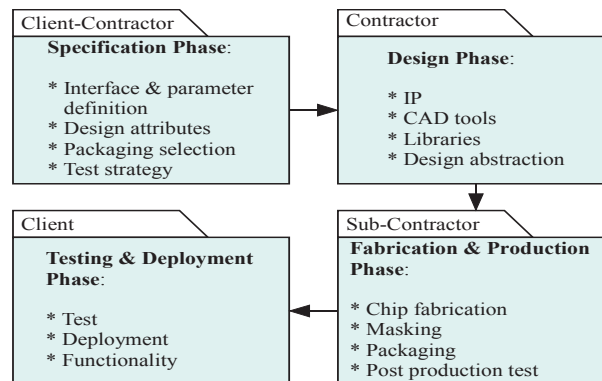 Client-Contractor
Specification Phase:
* Interface & parameter
definition
* Design attributes
* Packaging selection
* Test strategy
Contractor
Design Phase:
* IP
* CAD tools
* Libraries
* Design abstraction
Sub-Contractor
Fabrication & Production
Phase:
* Chip fabrication
* Masking
* Packaging
* Post production test
Client
Testing & Deployment
Phase:
* Test
* Deployment
* Functionality